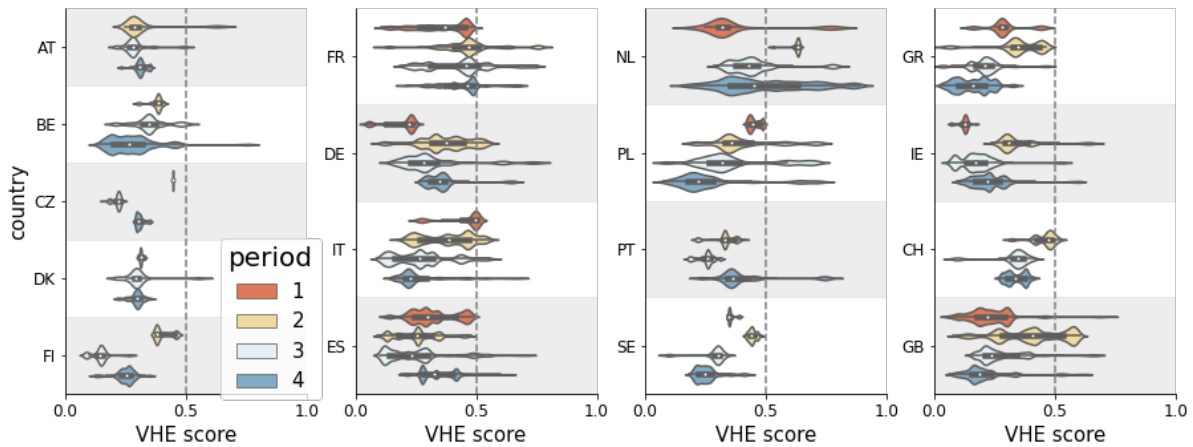 country
AT
BE
CZ
DK
FI
period
1
2
3
4
0.0 0.5 1.0
VHE score
FR
DE
IT
ES
0.0 0.5 1.0
VHE score
NL
PL
PT
SE
0.0 0.5 1.0
VHE score
GR
IE
CH
GB
0.0 0.5 1.0
VHE score